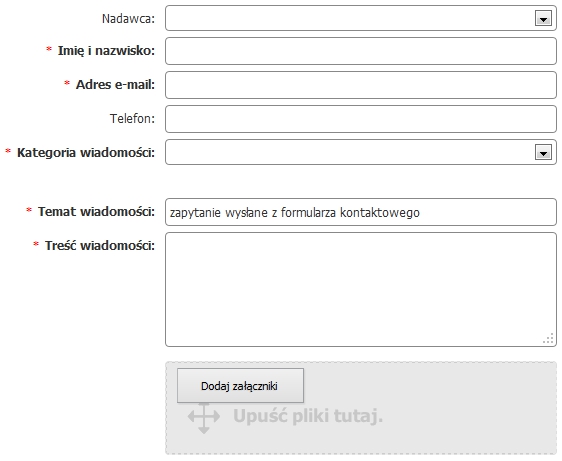 Nadawca:
* Imię i nazwisko:
* Adres e-mail:
Telefon:
* Kategoria wiadomości:
* Temat wiadomości: zapytanie wysłane z formularza kontaktowego
* Treść wiadomości:
Dodaj załączniki
Upuść pliki tutaj.